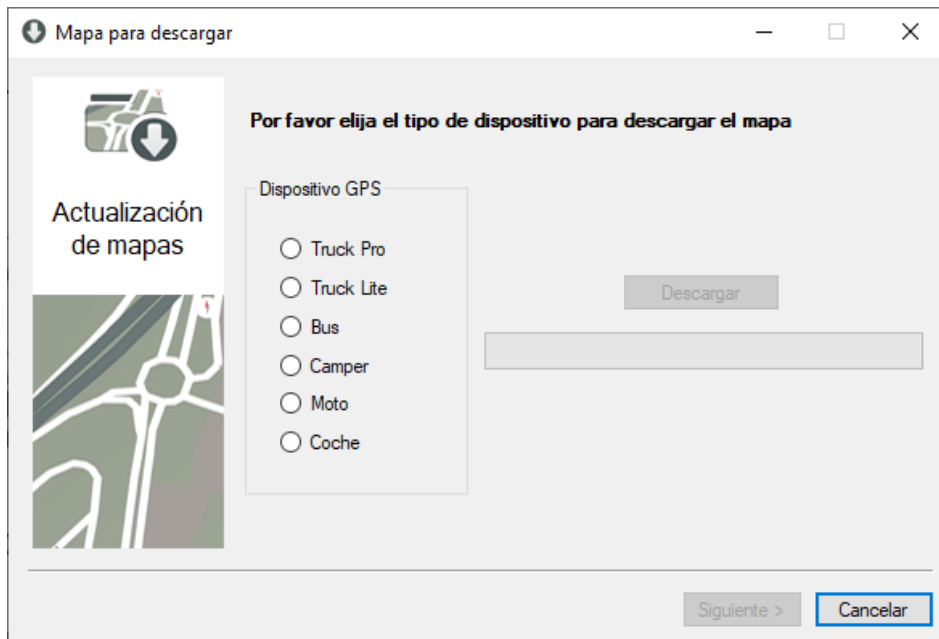 Mapa para descargar
Por favor elija el tipo de dispositivo para descargar el mapa
Actualización
de mapas
Dispositivo GPS
Truck Pro
Truck Lite
Bus
Camper
Moto
Coche
Descargar
Siguiente >
Cancelar